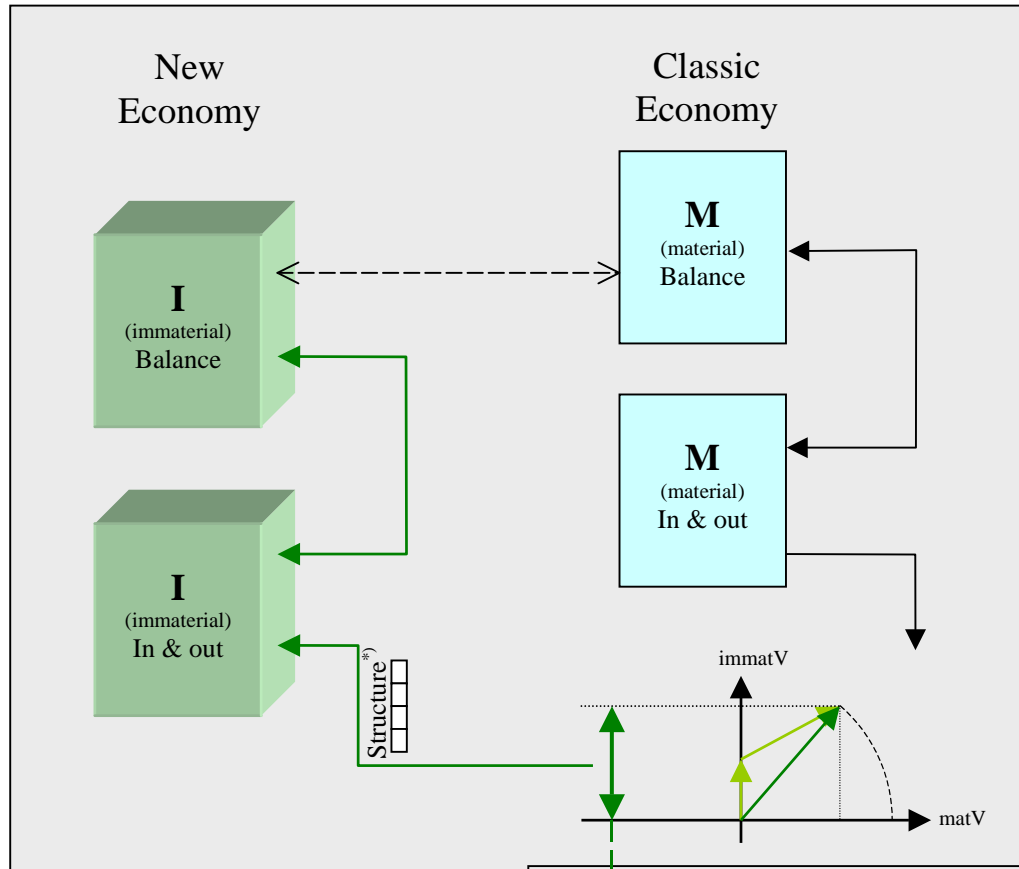 New
Economy
Classic
Economy
I
(immaterial)
Balance
M
(material)
Balance
I
(immaterial)
In & out
M
(material)
In & out
Structure*)
immatV
matV